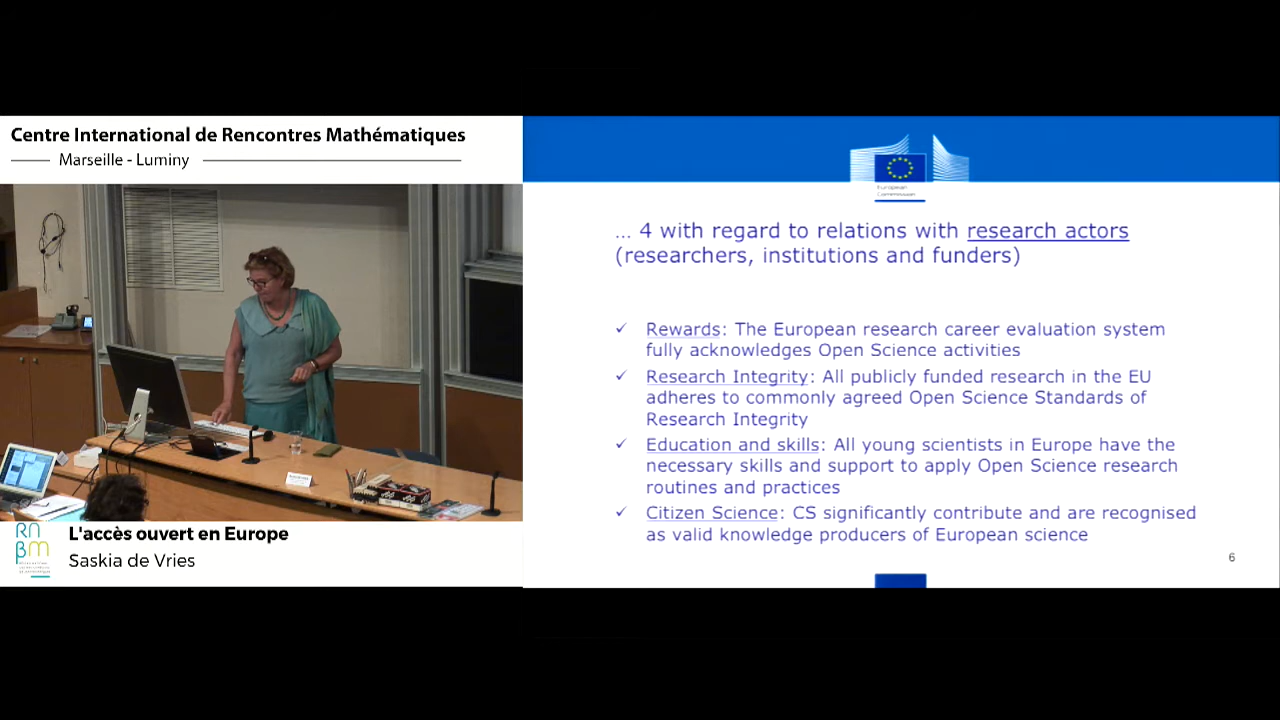 Centre International de Rencontres Mathématiques
Marseille - Luminy
L'accès ouvert en Europe
Saskia de Vries
European
Commission
... 4 with regard to relations with research actors
(researchers, institutions and funders)
✓ Rewards: The European research career evaluation system
fully acknowledges Open Science activities
✓ Research Integrity: All publicly funded research in the EU
adheres to commonly agreed Open Science Standards of
Research Integrity
✓ Education and skills: All young scientists in Europe have the
necessary skills and support to apply Open Science research
routines and practices
✓ Citizen Science: CS significantly contribute and are recognised
as valid knowledge producers of European science
6